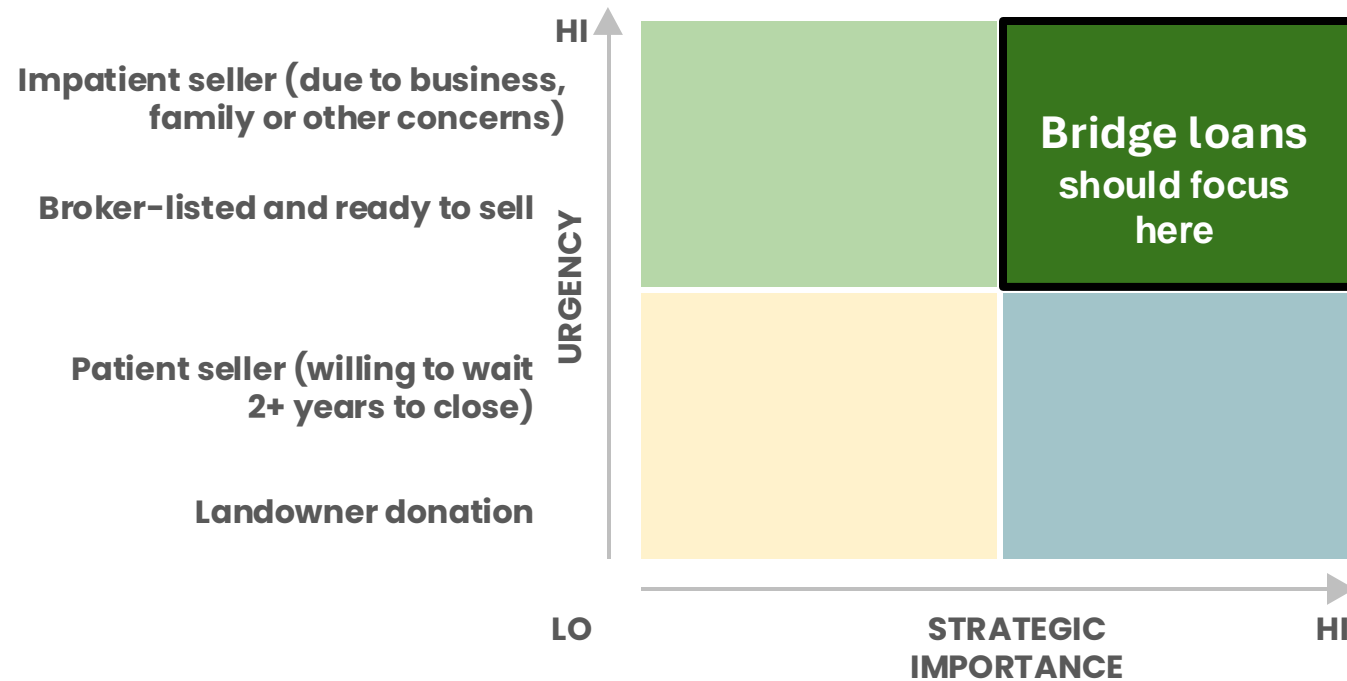 HI
Impatient seller (due to business,
family or other concerns)
Broker-listed and ready to sell
URGENCY
Patient seller (willing to wait
2+ years to close)
Landowner donation
Bridge loans
should focus
here
LO
STRATEGIC
IMPORTANCE
HI